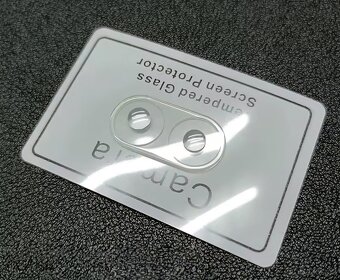 Camera
Tempered Glass
Screen Protector